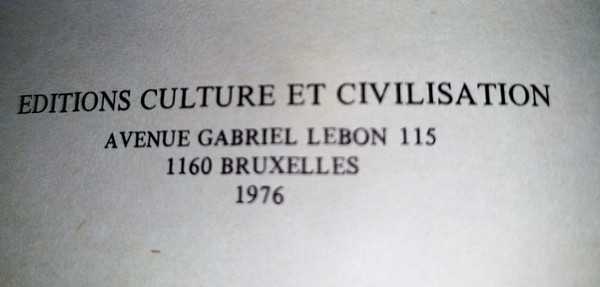 EDITIONS CULTURE ET CIVILISATION
AVENUE GABRIEL LEBON 115
1160 BRUXELLES
1976